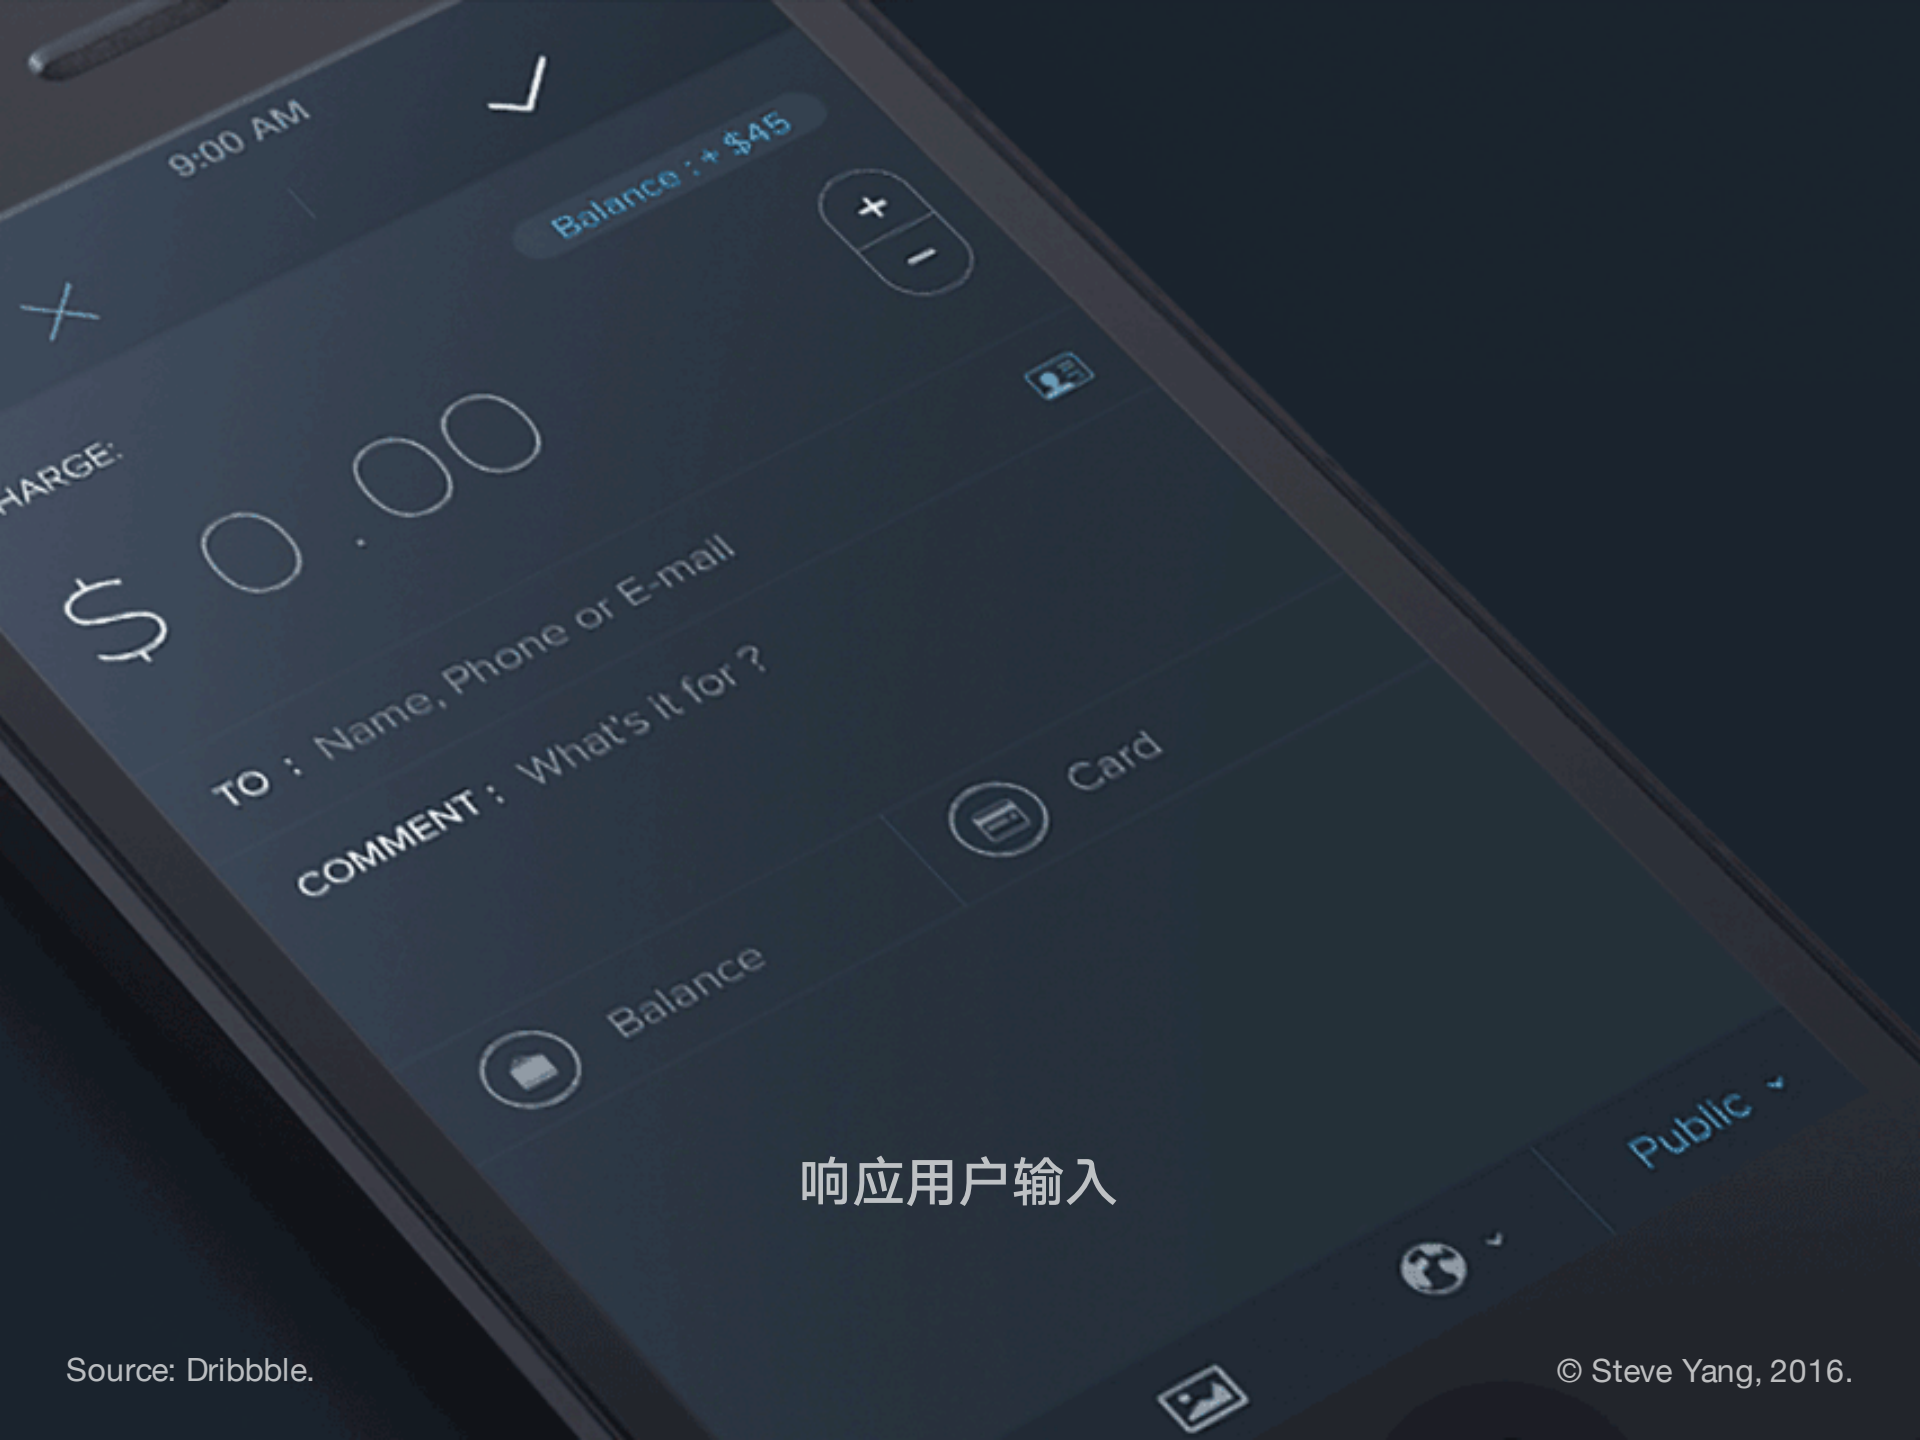 9:00 AM
Balance : + $45
HARGE:
$ 0.00
TO : Name, Phone or E-mail
COMMENT : What's it for ?
Card
Balance
Public
响应用户输入
Source: Dribbble.
© Steve Yang, 2016.